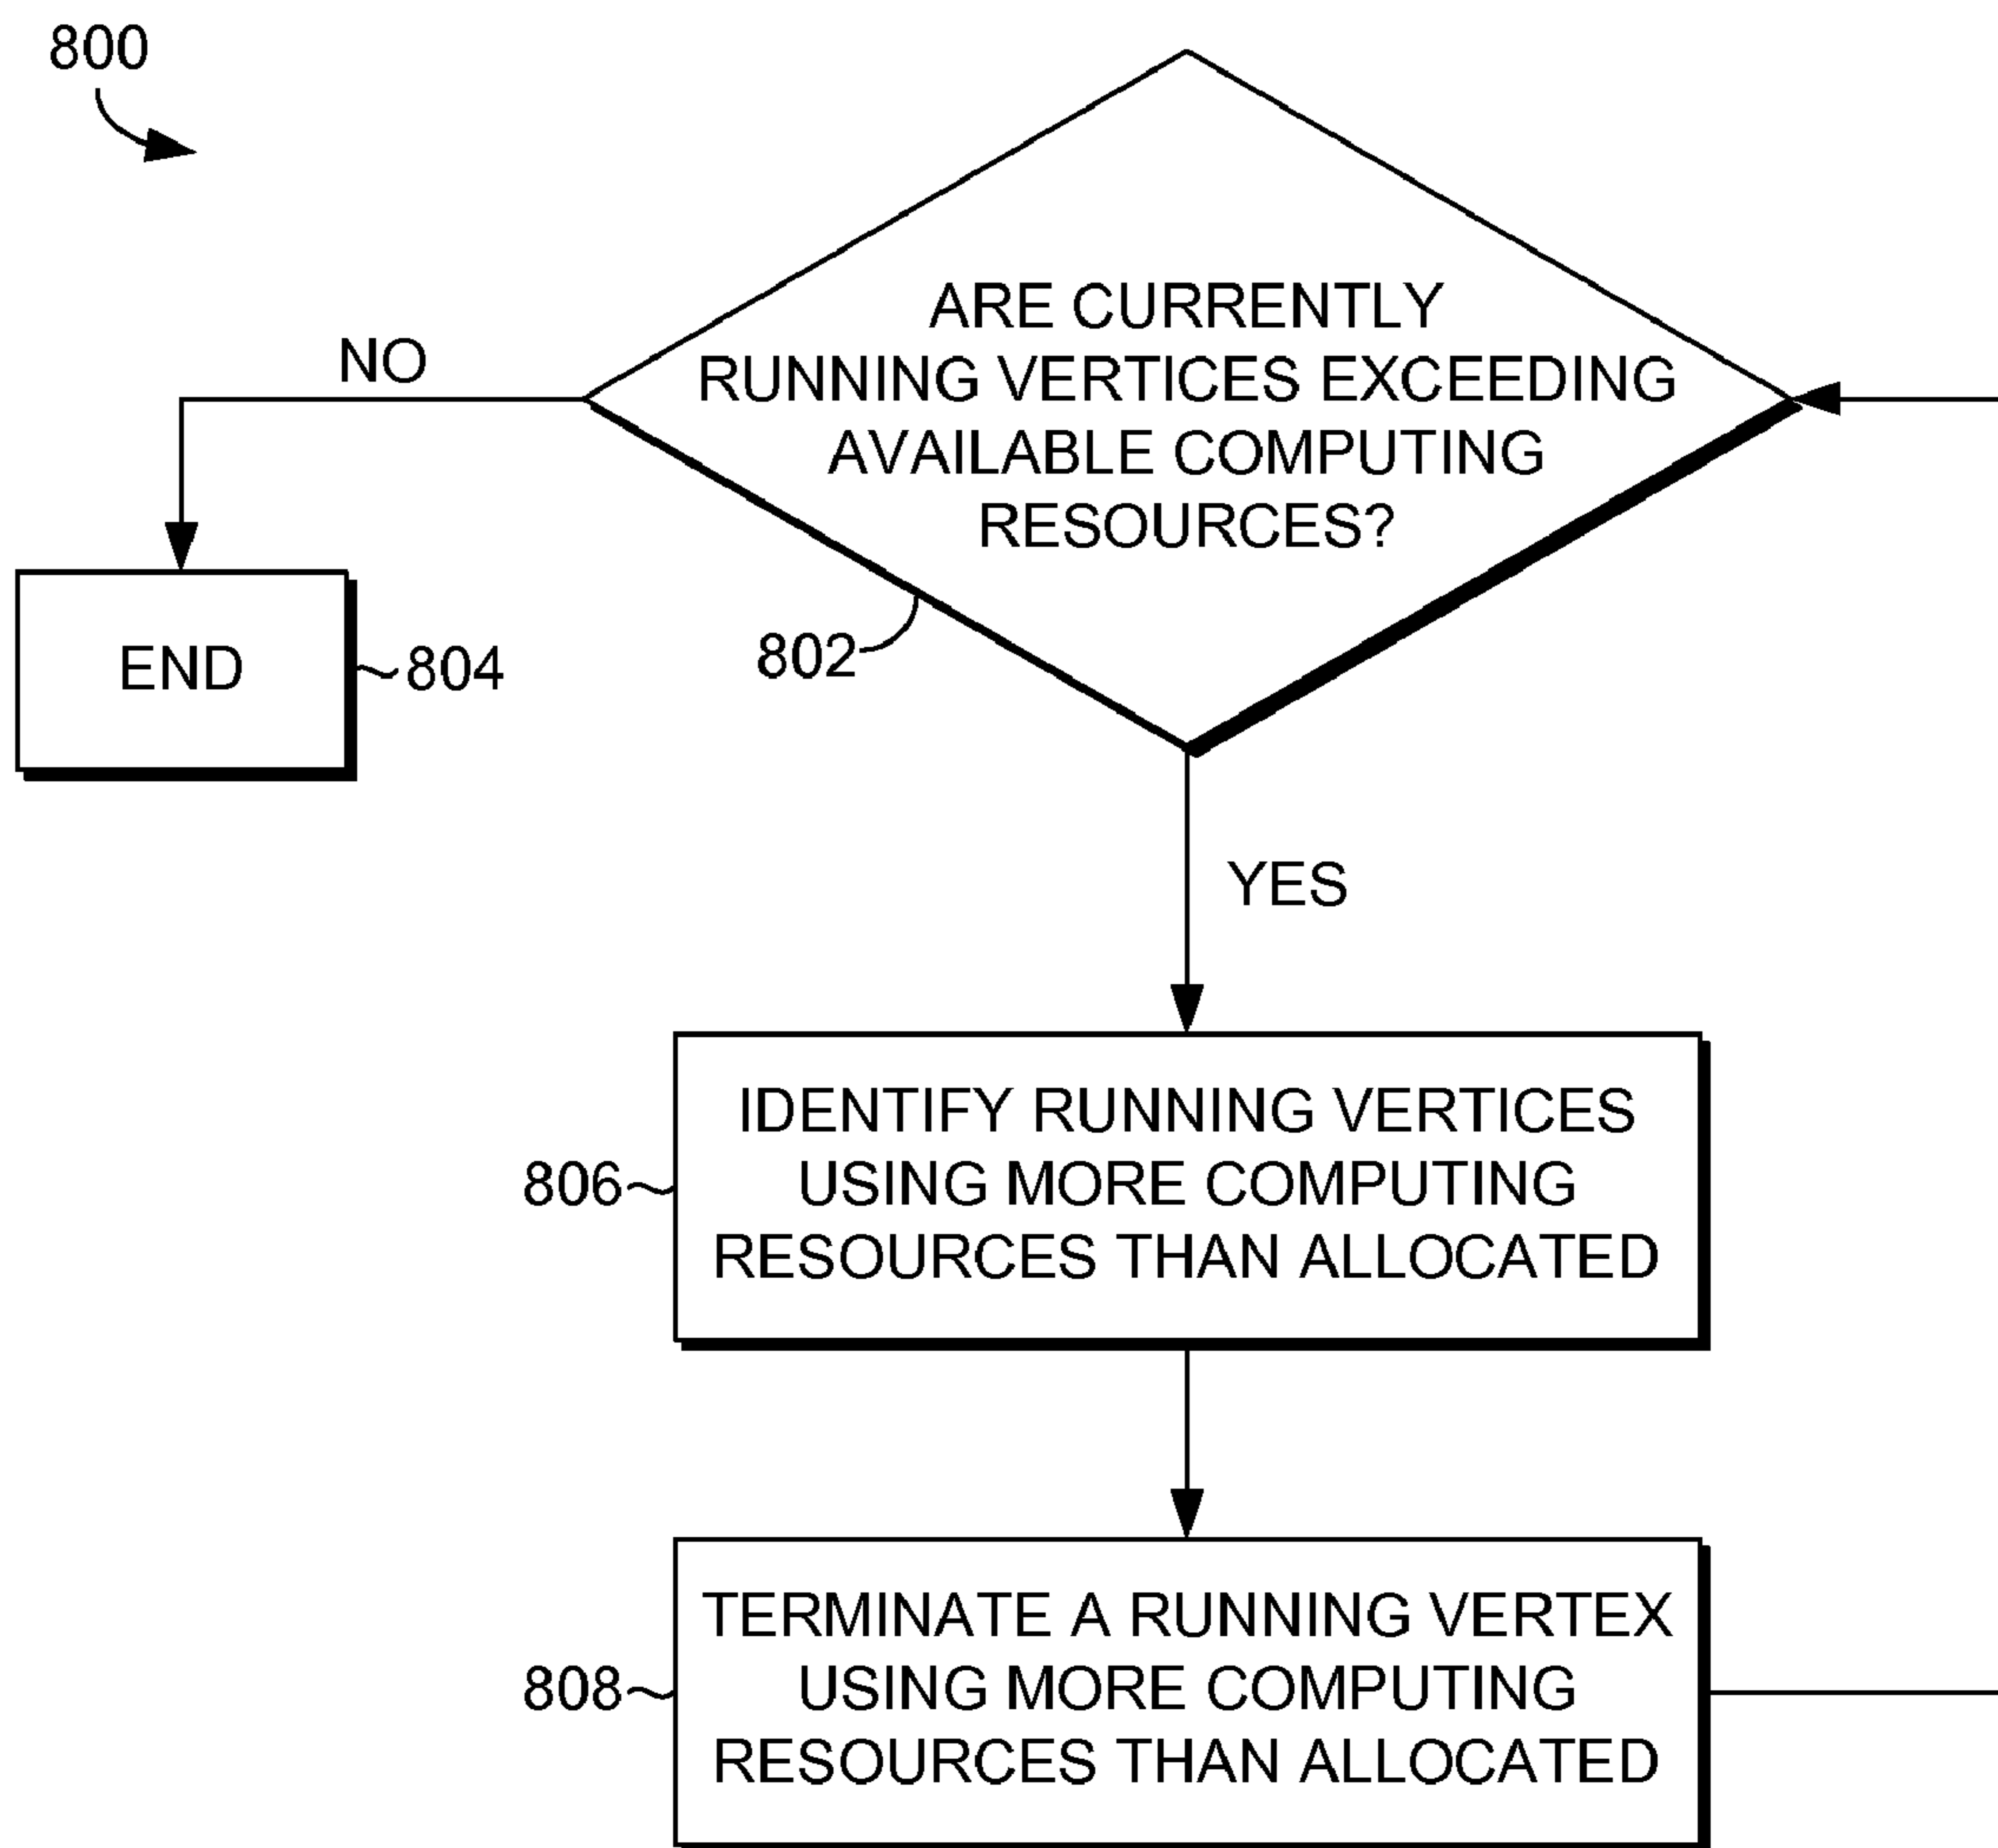 800
ARE CURRENTLY
RUNNING VERTICES EXCEEDING
AVAILABLE COMPUTING
RESOURCES?
NO
802
END
804
YES
IDENTIFY RUNNING VERTICES
USING MORE COMPUTING
RESOURCES THAN ALLOCATED
806
TERMINATE A RUNNING VERTEX
USING MORE COMPUTING
RESOURCES THAN ALLOCATED
808